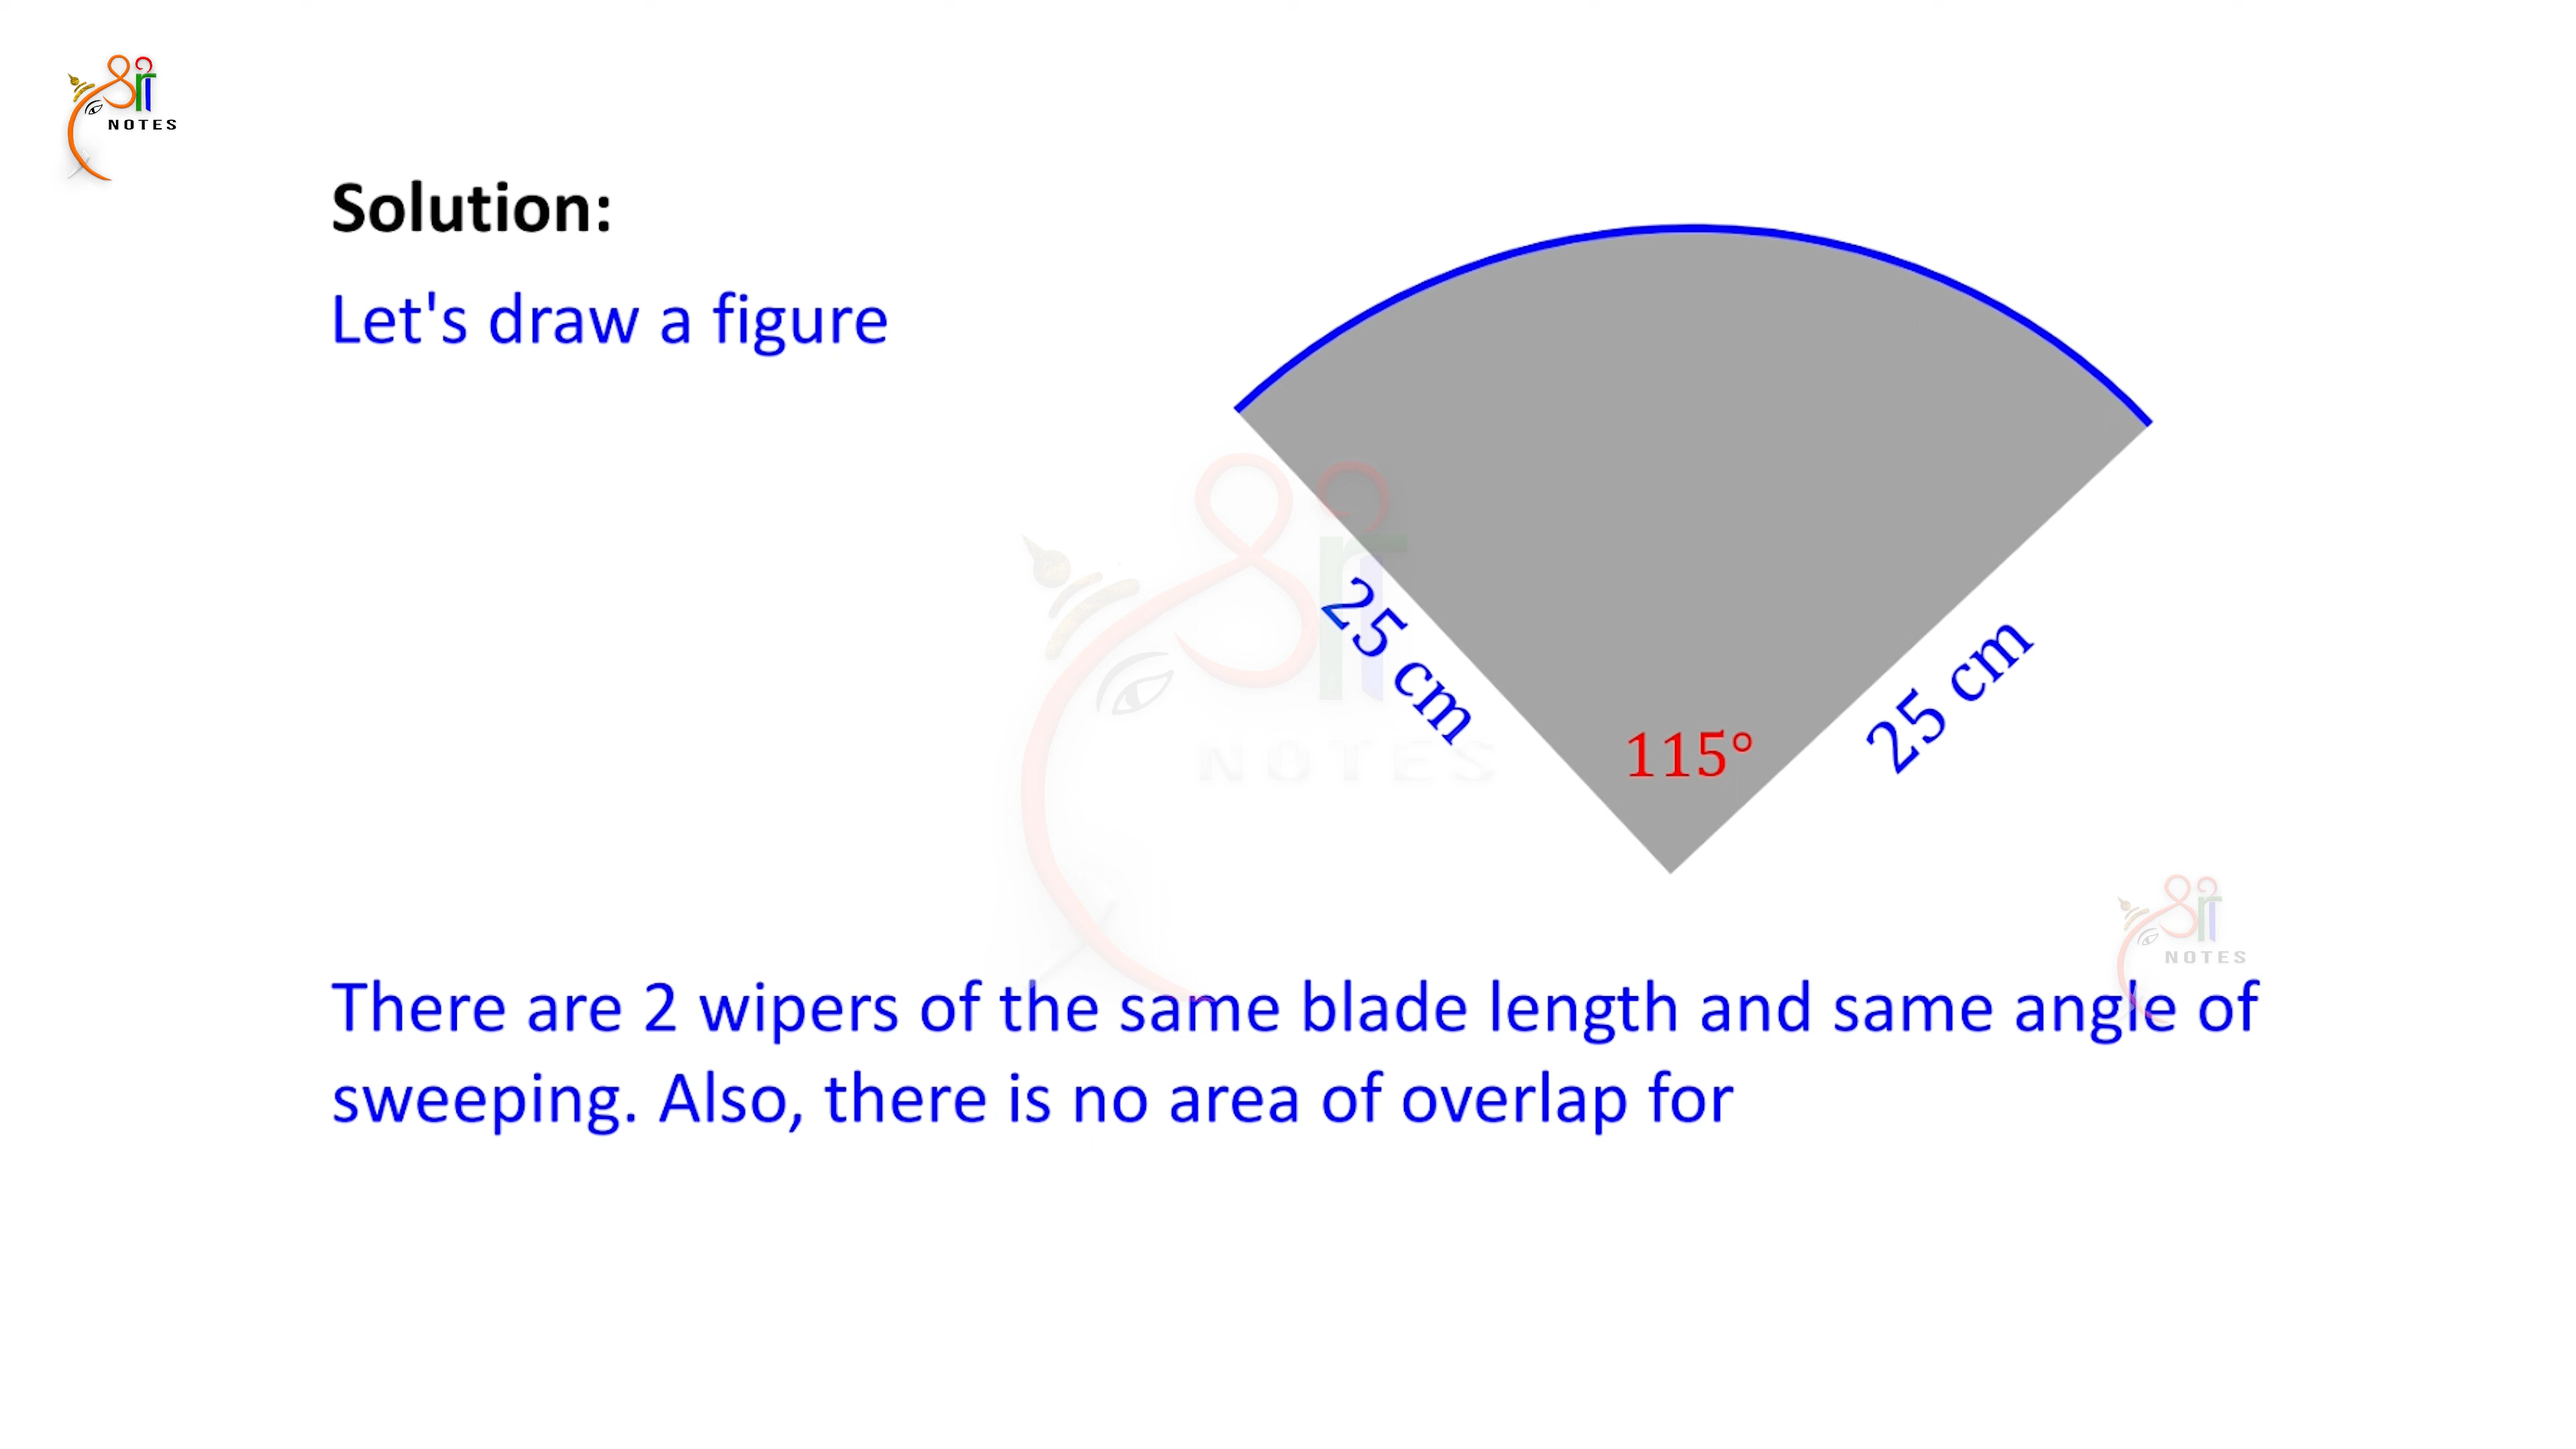 श्री
NOTES
Solution:
Let's draw a figure
25 cm
25 cm
115°
NOTES
NOTES
There are 2 wipers of the same blade length and same angle of
sweeping. Also, there is no area of overlap for